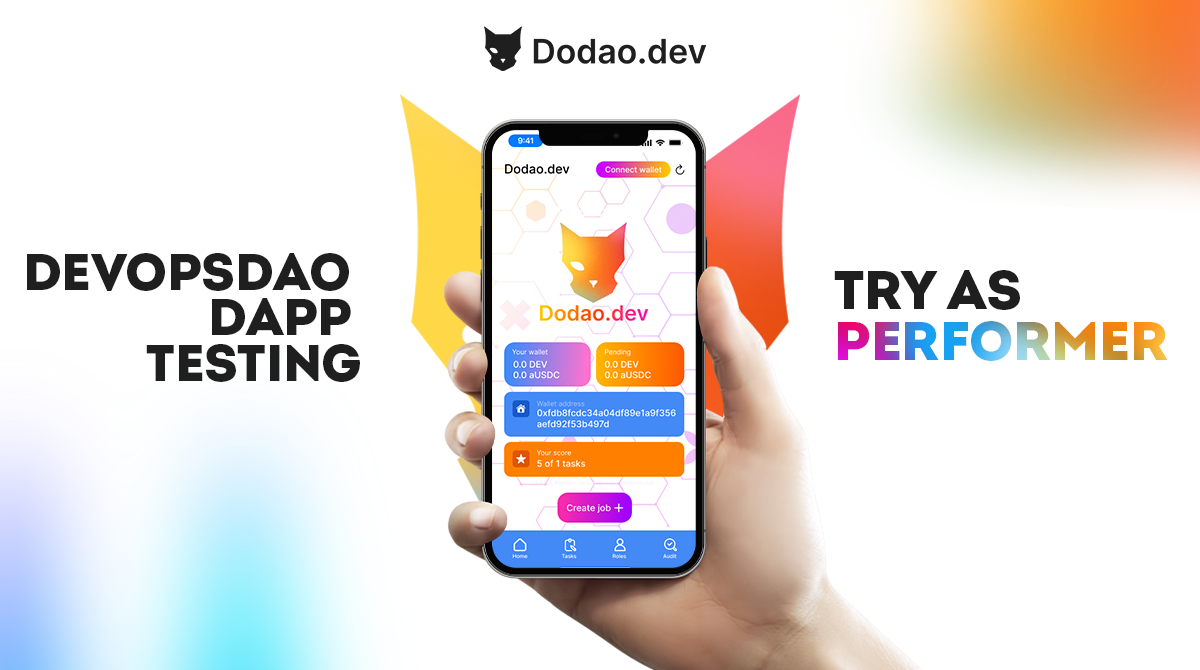 Dodao.dev
DEVOPSDAO
DAPP
TESTING
9:41
Dodao.dev
Connect wallet
Dodao.dev
Your wallet
0.0 DEV
0.0 aUSDC
Pending
0.0 DEV
0.0 aUSDC
Wallet address
0xfdb8fcdc34a04df89e1a9f356
aefd92f53b497d
Your score
5 of 1 tasks
Create job +
Home
Tasks
Roles
Audit
TRY AS
PERFORMER